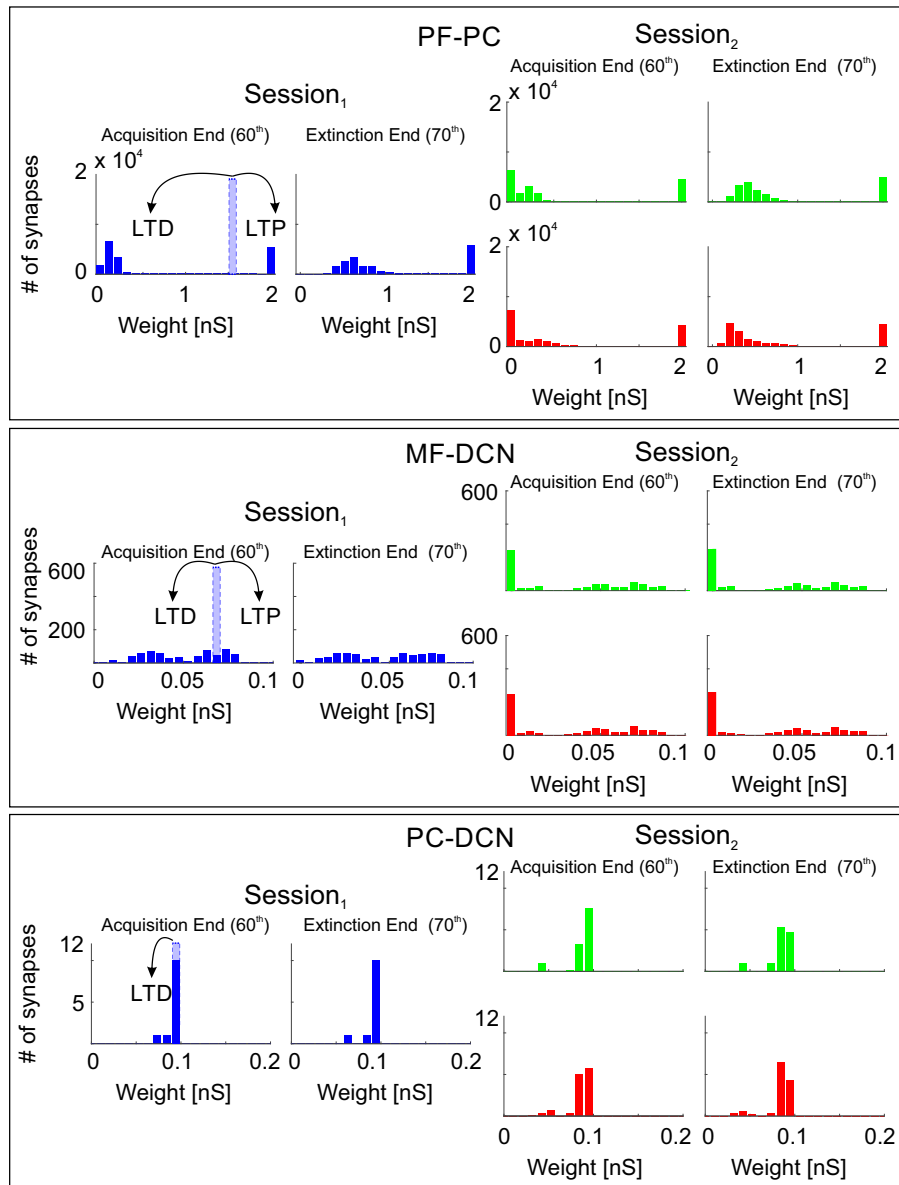 PF-PC
Session2
Acquisition End (60th)
Extinction End (70th)
Session1
Acquisition End (60th)
Extinction End (70th)
x 10^4
2
0
x 10^4
2
0
0 1 2
0 1 2
Weight [nS]
Weight [nS]
# of synapses
x 10^4
2
0
LTD
LTP
0 1 2
0 1 2
Weight [nS]
Weight [nS]
MF-DCN
Session2
Acquisition End (60th)
Extinction End (70th)
Session1
Acquisition End (60th)
Extinction End (70th)
600
600
0 0.05 0.1
0 0.05 0.1
Weight [nS]
Weight [nS]
# of synapses
600
200
LTD
LTP
0 0.05 0.1
0 0.05 0.1
Weight [nS]
Weight [nS]
PC-DCN
Session2
Acquisition End (60th)
Extinction End (70th)
Session1
Acquisition End (60th)
Extinction End (70th)
12
12
0 0.1 0.2
0 0.1 0.2
Weight [nS]
Weight [nS]
# of synapses
12
5
LTD
0 0.1 0.2
0 0.1 0.2
Weight [nS]
Weight [nS]